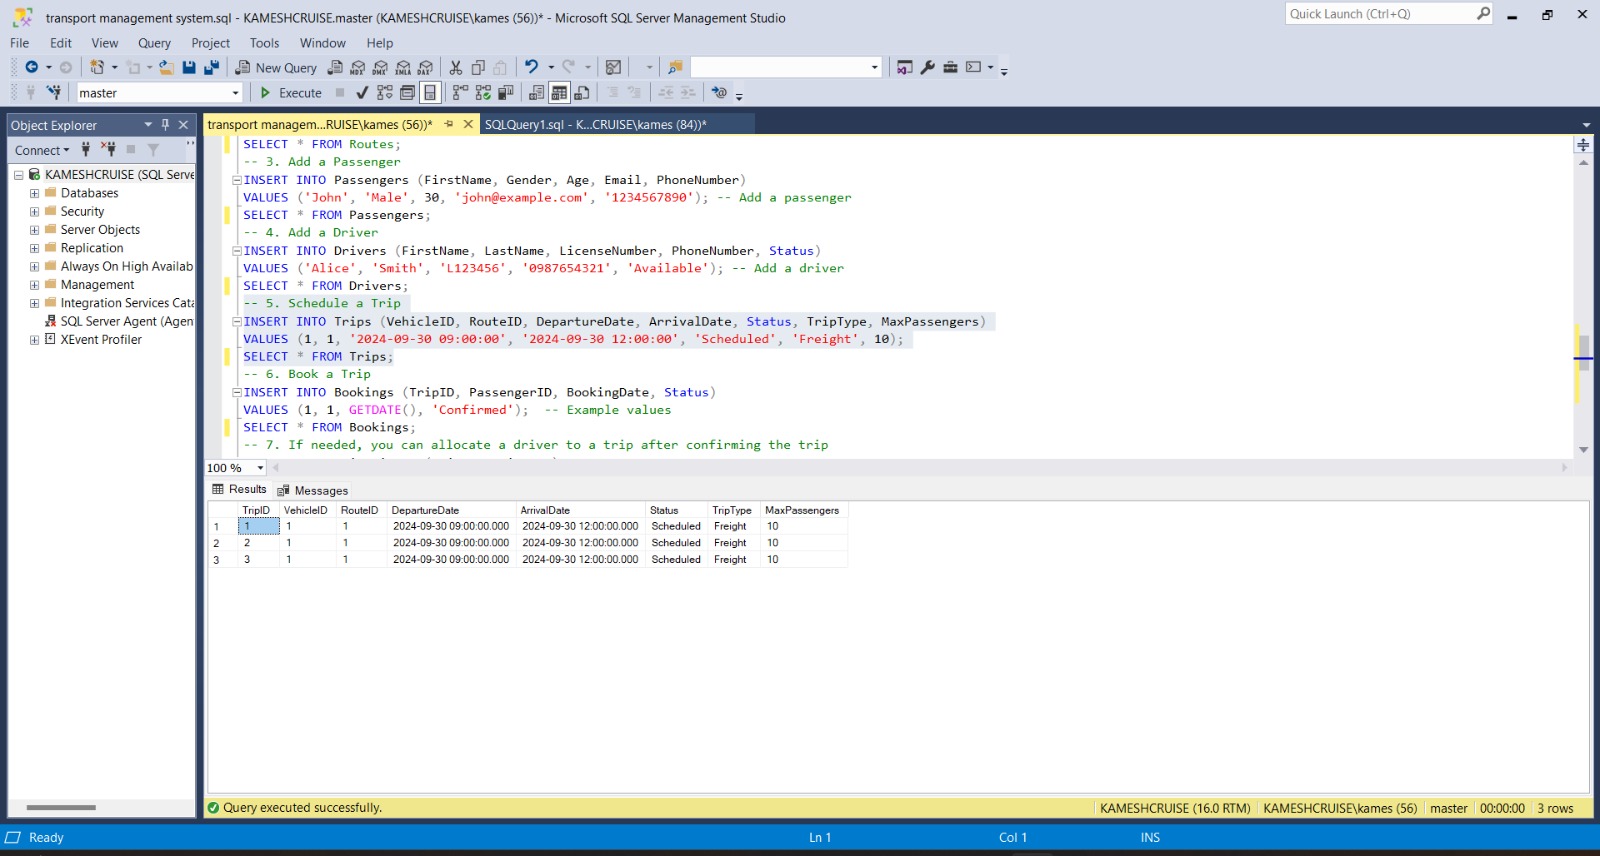 transport management system.sql - KAMESHCRUISE.master (KAMESHCRUISE\kames (56))* - Microsoft SQL Server Management Studio
Quick Launch (Ctrl+Q)
File Edit View Query Project Tools Window Help
New Query MDX DMX XMLA DAX
master Execute
Object Explorer
transport managem...RUISE\kames (56))* SQLQuery1.sql - K...CRUISE\kames (84))*
Connect
KAMESHCRUISE (SQL Serve
Databases
Security
Server Objects
Replication
Always On High Availab
Management
Integration Services Cata
SQL Server Agent (Agen
XEvent Profiler
SELECT * FROM Routes;
-- 3. Add a Passenger
INSERT INTO Passengers (FirstName, Gender, Age, Email, PhoneNumber)
VALUES ('John', 'Male', 30, 'john@example.com', '1234567890'); -- Add a passenger
SELECT * FROM Passengers;
-- 4. Add a Driver
INSERT INTO Drivers (FirstName, LastName, LicenseNumber, PhoneNumber, Status)
VALUES ('Alice', 'Smith', 'L123456', '0987654321', 'Available'); -- Add a driver
SELECT * FROM Drivers;
-- 5. Schedule a Trip
INSERT INTO Trips (VehicleID, RouteID, DepartureDate, ArrivalDate, Status, TripType, MaxPassengers)
VALUES (1, 1, '2024-09-30 09:00:00', '2024-09-30 12:00:00', 'Scheduled', 'Freight', 10);
SELECT * FROM Trips;
-- 6. Book a Trip
INSERT INTO Bookings (TripID, PassengerID, BookingDate, Status)
VALUES (1, 1, GETDATE(), 'Confirmed');  -- Example values
SELECT * FROM Bookings;
-- 7. If needed, you can allocate a driver to a trip after confirming the trip
100 %
Results Messages
TripID VehicleID RouteID DepartureDate ArrivalDate Status TripType MaxPassengers
1 1 1 1 2024-09-30 09:00:00.000 2024-09-30 12:00:00.000 Scheduled Freight 10
2 2 1 1 2024-09-30 09:00:00.000 2024-09-30 12:00:00.000 Scheduled Freight 10
3 3 1 1 2024-09-30 09:00:00.000 2024-09-30 12:00:00.000 Scheduled Freight 10
Query executed successfully. KAMESHCRUISE (16.0 RTM) KAMESHCRUISE\kames (56) master 00:00:00 3 rows
Ready Ln 1 Col 1 INS